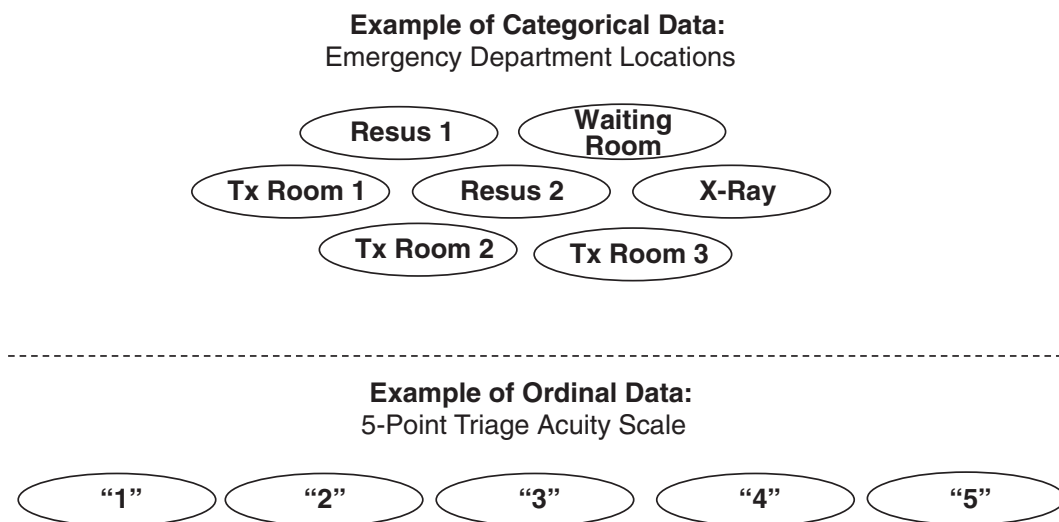 Example of Categorical Data:
Emergency Department Locations
Resus 1
Waiting
Room
Tx Room 1
Resus 2
X-Ray
Tx Room 2
Tx Room 3
Example of Ordinal Data:
5-Point Triage Acuity Scale
“1”
“2”
“3”
“4”
“5”